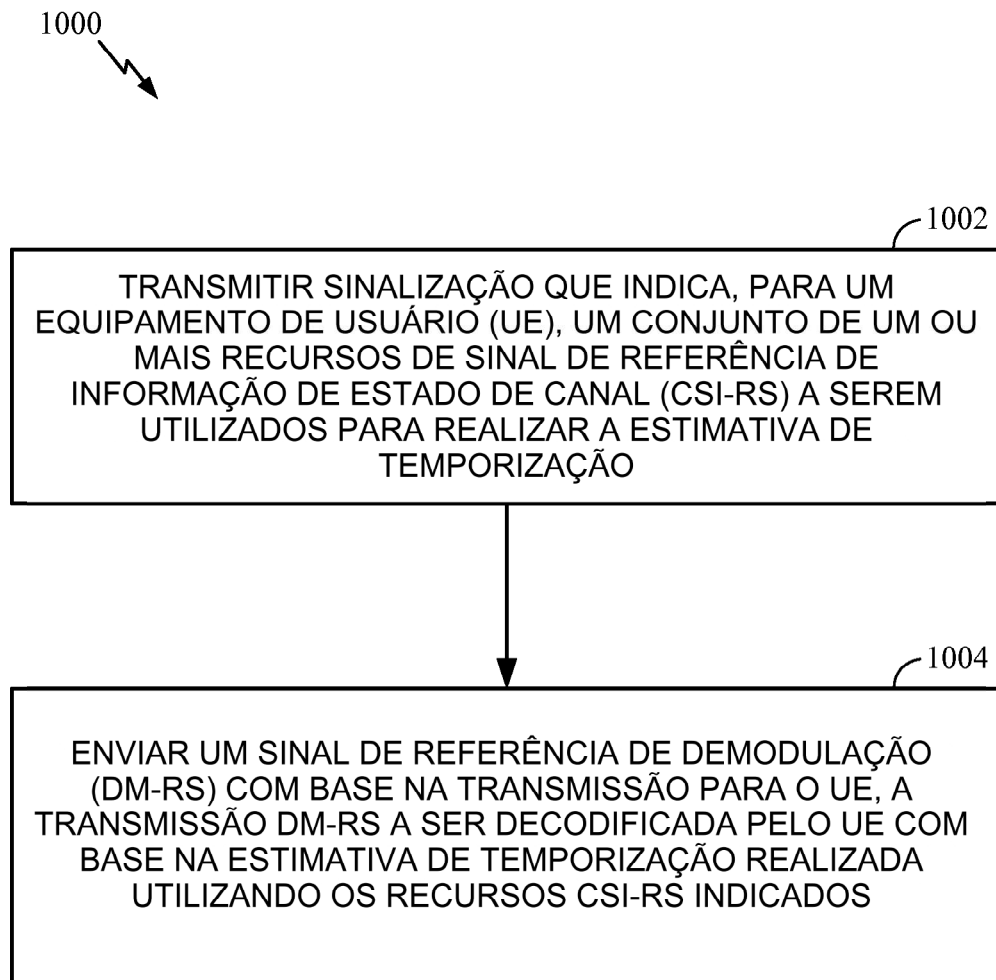 1000
1002
TRANSMITIR SINALIZAÇÃO QUE INDICA, PARA UM
EQUIPAMENTO DE USUÁRIO (UE), UM CONJUNTO DE UM OU
MAIS RECURSOS DE SINAL DE REFERÊNCIA DE
INFORMAÇÃO DE ESTADO DE CANAL (CSI-RS) A SEREM
UTILIZADOS PARA REALIZAR A ESTIMATIVA DE
TEMPORIZAÇÃO
1004
ENVIAR UM SINAL DE REFERÊNCIA DE DEMODULAÇÃO
(DM-RS) COM BASE NA TRANSMISSÃO PARA O UE, A
TRANSMISSÃO DM-RS A SER DECODIFICADA PELO UE COM
BASE NA ESTIMATIVA DE TEMPORIZAÇÃO REALIZADA
UTILIZANDO OS RECURSOS CSI-RS INDICADOS